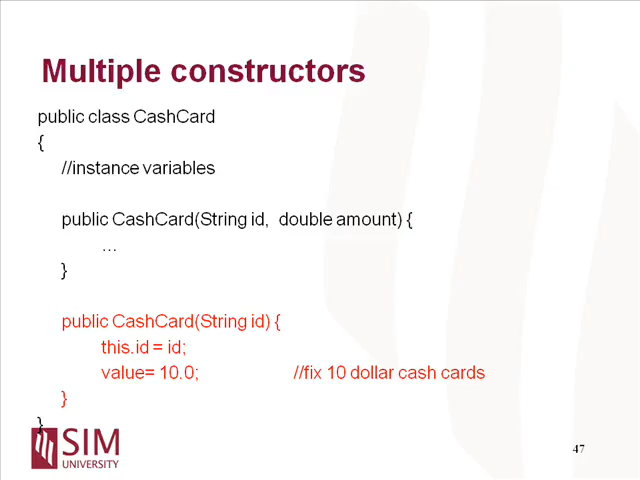 Multiple constructors
public class CashCard
{
//instance variables
public CashCard(String id, double amount) {
...
}
public CashCard(String id) {
this.id = id;
value= 10.0; //fix 10 dollar cash cards
}
}
SIM
UNIVERSITY
47